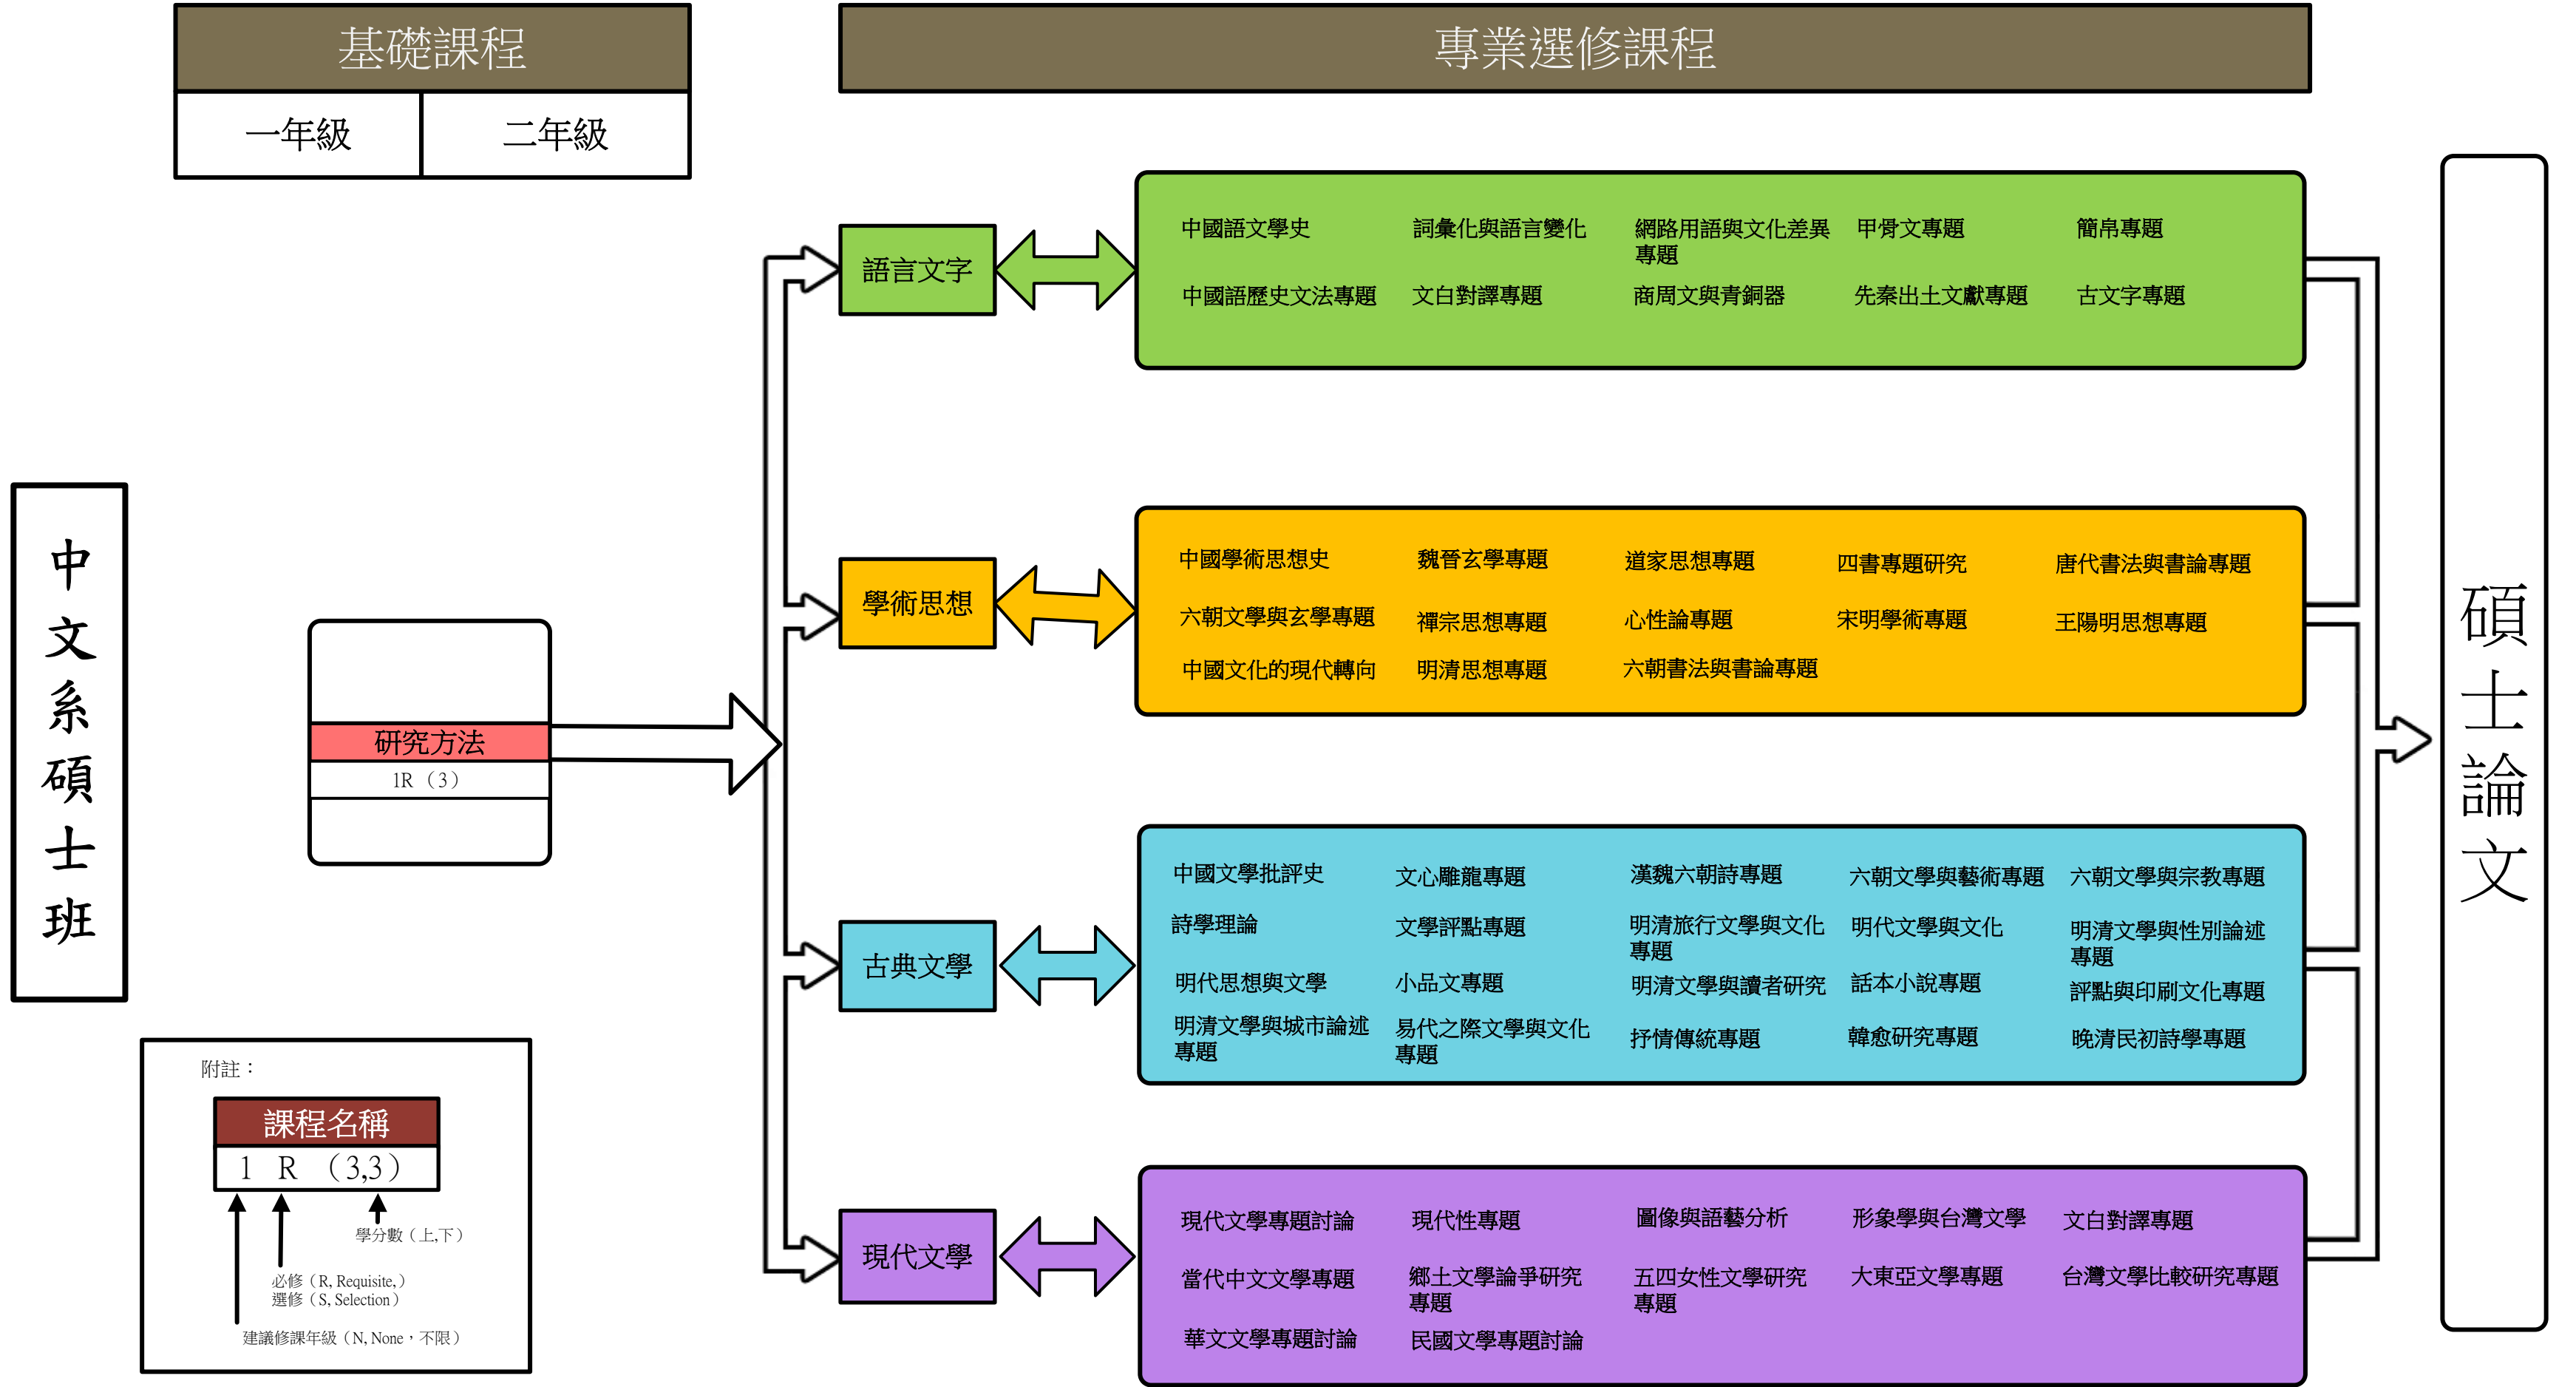 基礎課程
一年級
二年級
專業選修課程
中文系碩士班
研究方法
1R（3）
語言文字
中國語文學史
詞彙化與語言變化
網路用語與文化差異
專題
甲骨文專題
簡帛專題
中國語歷史文法專題
文白對譯專題
商周文與青銅器
先秦出土文獻專題
古文字專題
學術思想
中國學術思想史
魏晉玄學專題
道家思想專題
四書專題研究
唐代書法與書論專題
六朝文學與玄學專題
禪宗思想專題
心性論專題
宋明學術專題
王陽明思想專題
中國文化的現代轉向
明清思想專題
六朝書法與書論專題
古典文學
中國文學批評史
文心雕龍專題
漢魏六朝詩專題
六朝文學與藝術專題
六朝文學與宗教專題
詩學理論
文學評點專題
明清旅行文學與文化
專題
明代文學與文化
明清文學與性別論述
專題
明代思想與文學
小品文專題
明清文學與讀者研究
話本小說專題
評點與印刷文化專題
明清文學與城市論述
專題
易代之際文學與文化
專題
抒情傳統專題
韓愈研究專題
晚清民初詩學專題
現代文學
現代文學專題討論
現代性專題
圖像與語藝分析
形象學與台灣文學
文白對譯專題
當代中文文學專題
鄉土文學論爭研究
專題
五四女性文學研究
專題
大東亞文學專題
台灣文學比較研究專題
華文文學專題討論
民國文學專題討論
碩士論文
附註：
課程名稱
1 R （3,3）
學分數（上,下）
必修（R, Requisite,）
選修（S, Selection）
建議修課年級（N, None，不限）